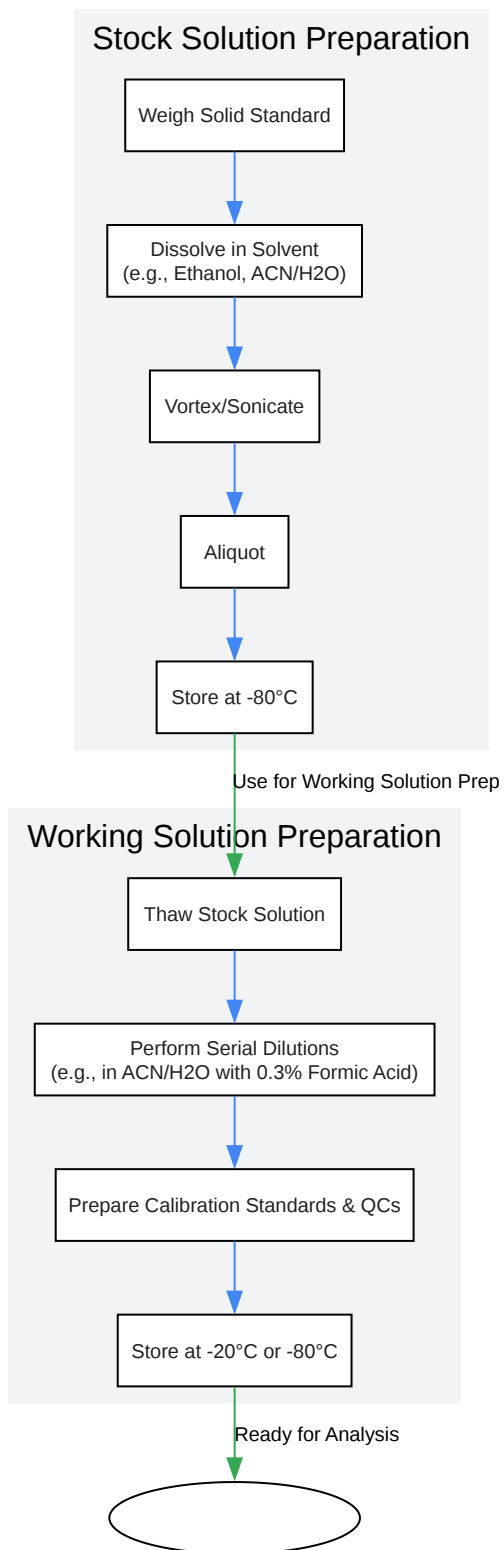 Stock Solution Preparation
Weigh Solid Standard
Dissolve in Solvent
(e.g., Ethanol, ACN/H2O)
Vortex/Sonicate
Aliquot
Store at -80°C
Use for Working Solution Prep
Working Solution Preparation
Thaw Stock Solution
Perform Serial Dilutions
(e.g., in ACN/H2O with 0.3% Formic Acid)
Prepare Calibration Standards & QCs
Store at -20°C or -80°C
Ready for Analysis